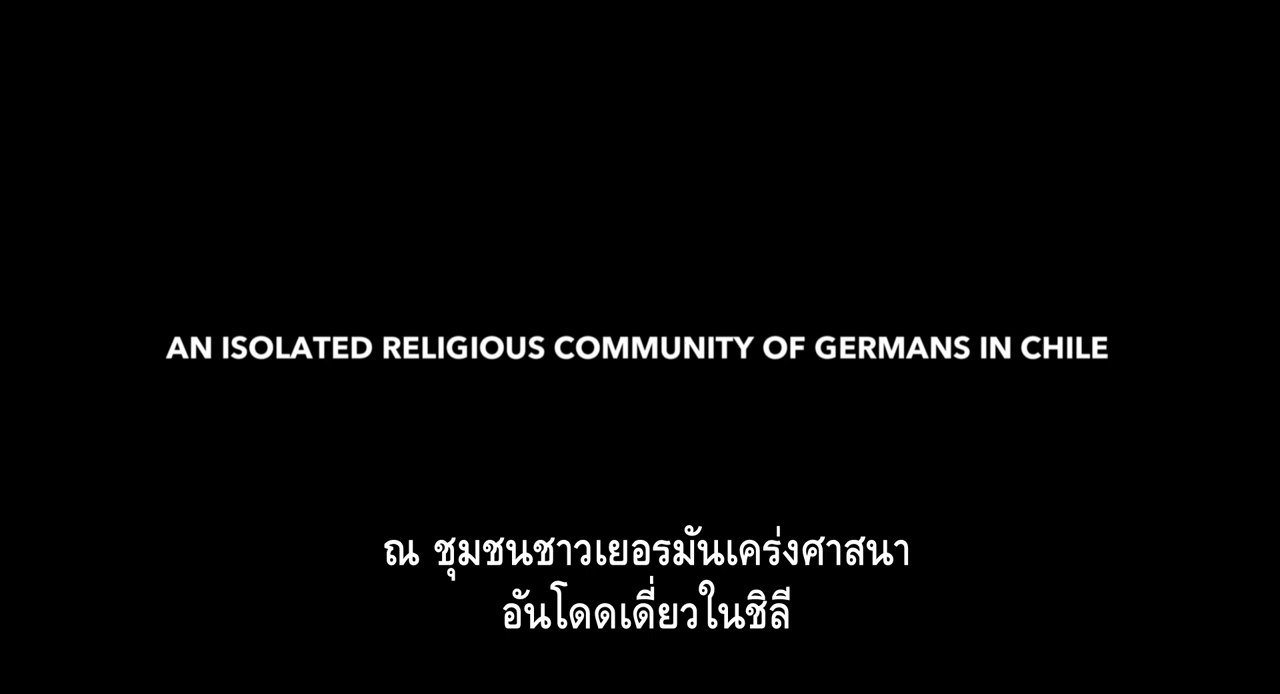 AN ISOLATED RELIGIOUS COMMUNITY OF GERMANS IN CHILE
ณ ชุมชนชาวเยอรมันเคร่งศาสนา
อันโดดเดี่ยวในชิลี